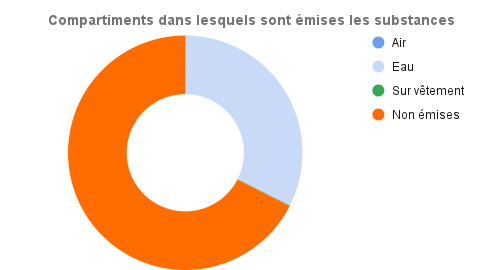 Compartiments dans lesquels sont émises les substances
Air
Eau
Sur vêtement
Non émises